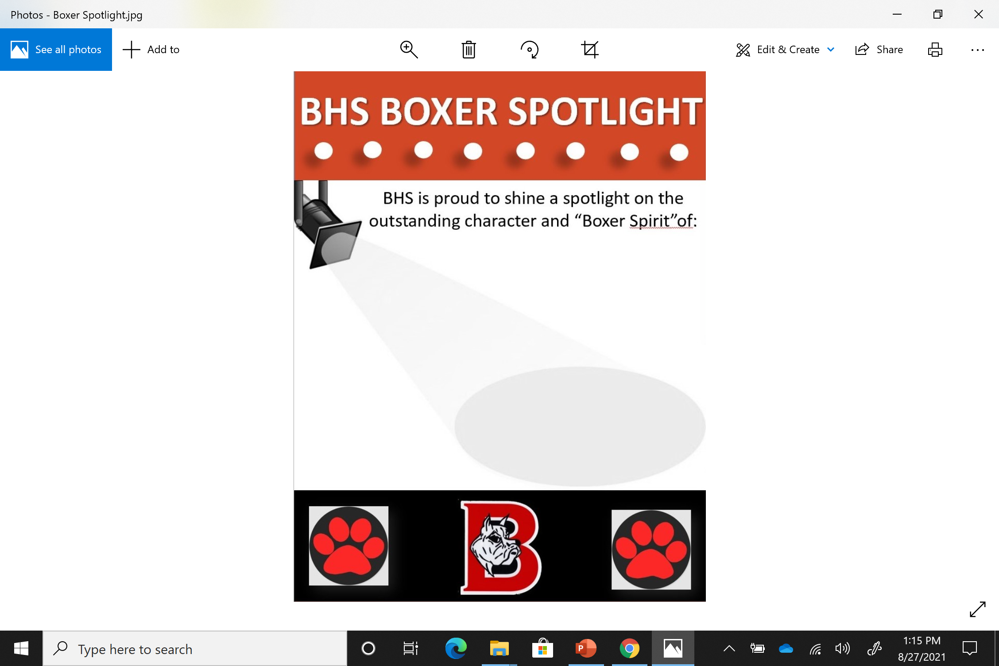 Photos - Boxer Spotlight.jpg
See all photos
Add to
Edit & Create
Share
BHS BOXER SPOTLIGHT
BHS is proud to shine a spotlight on the
outstanding character and “Boxer Spirit”of:
B
Type here to search
P
1:15 PM
8/27/2021